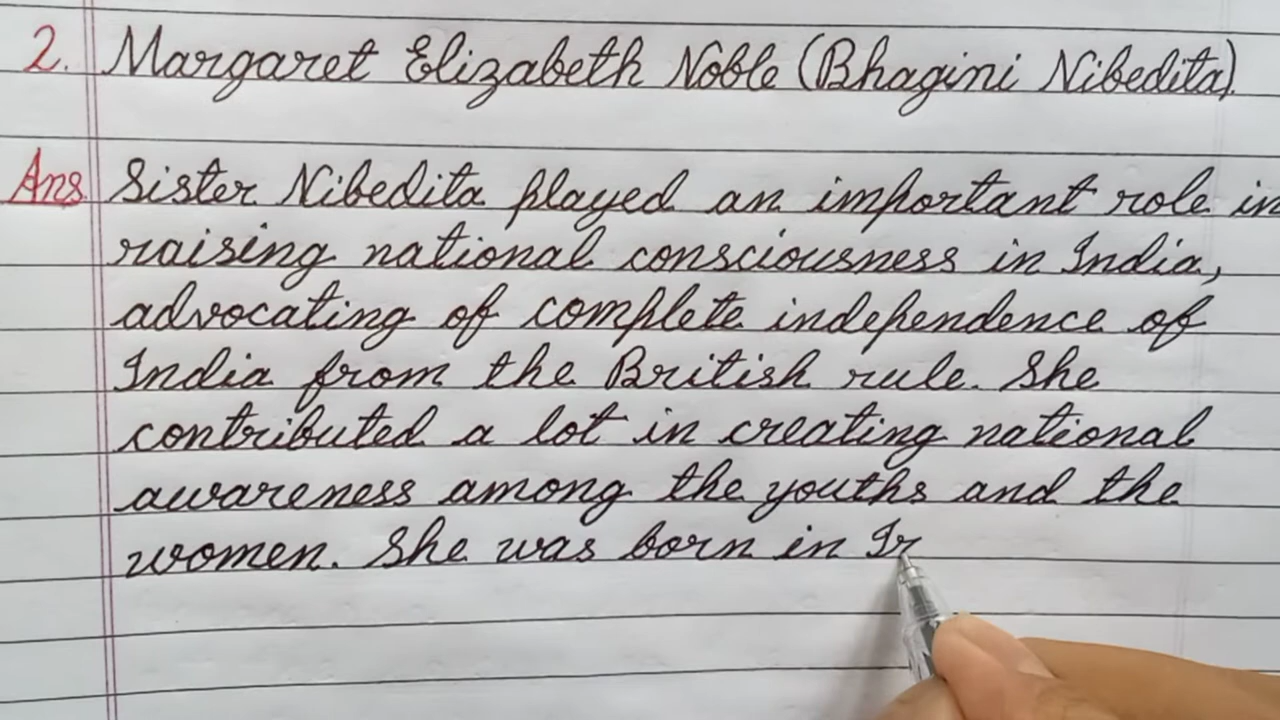 2. Margaret Elizabeth Noble (Bhagini Nibedita).
Ans Sister Nibedita played an important role in
raising national consciousness in India,
advocating of complete independence of
India from the British rule. She
contributed a lot in creating national
awareness among the youths and the
women. She was born in Ir